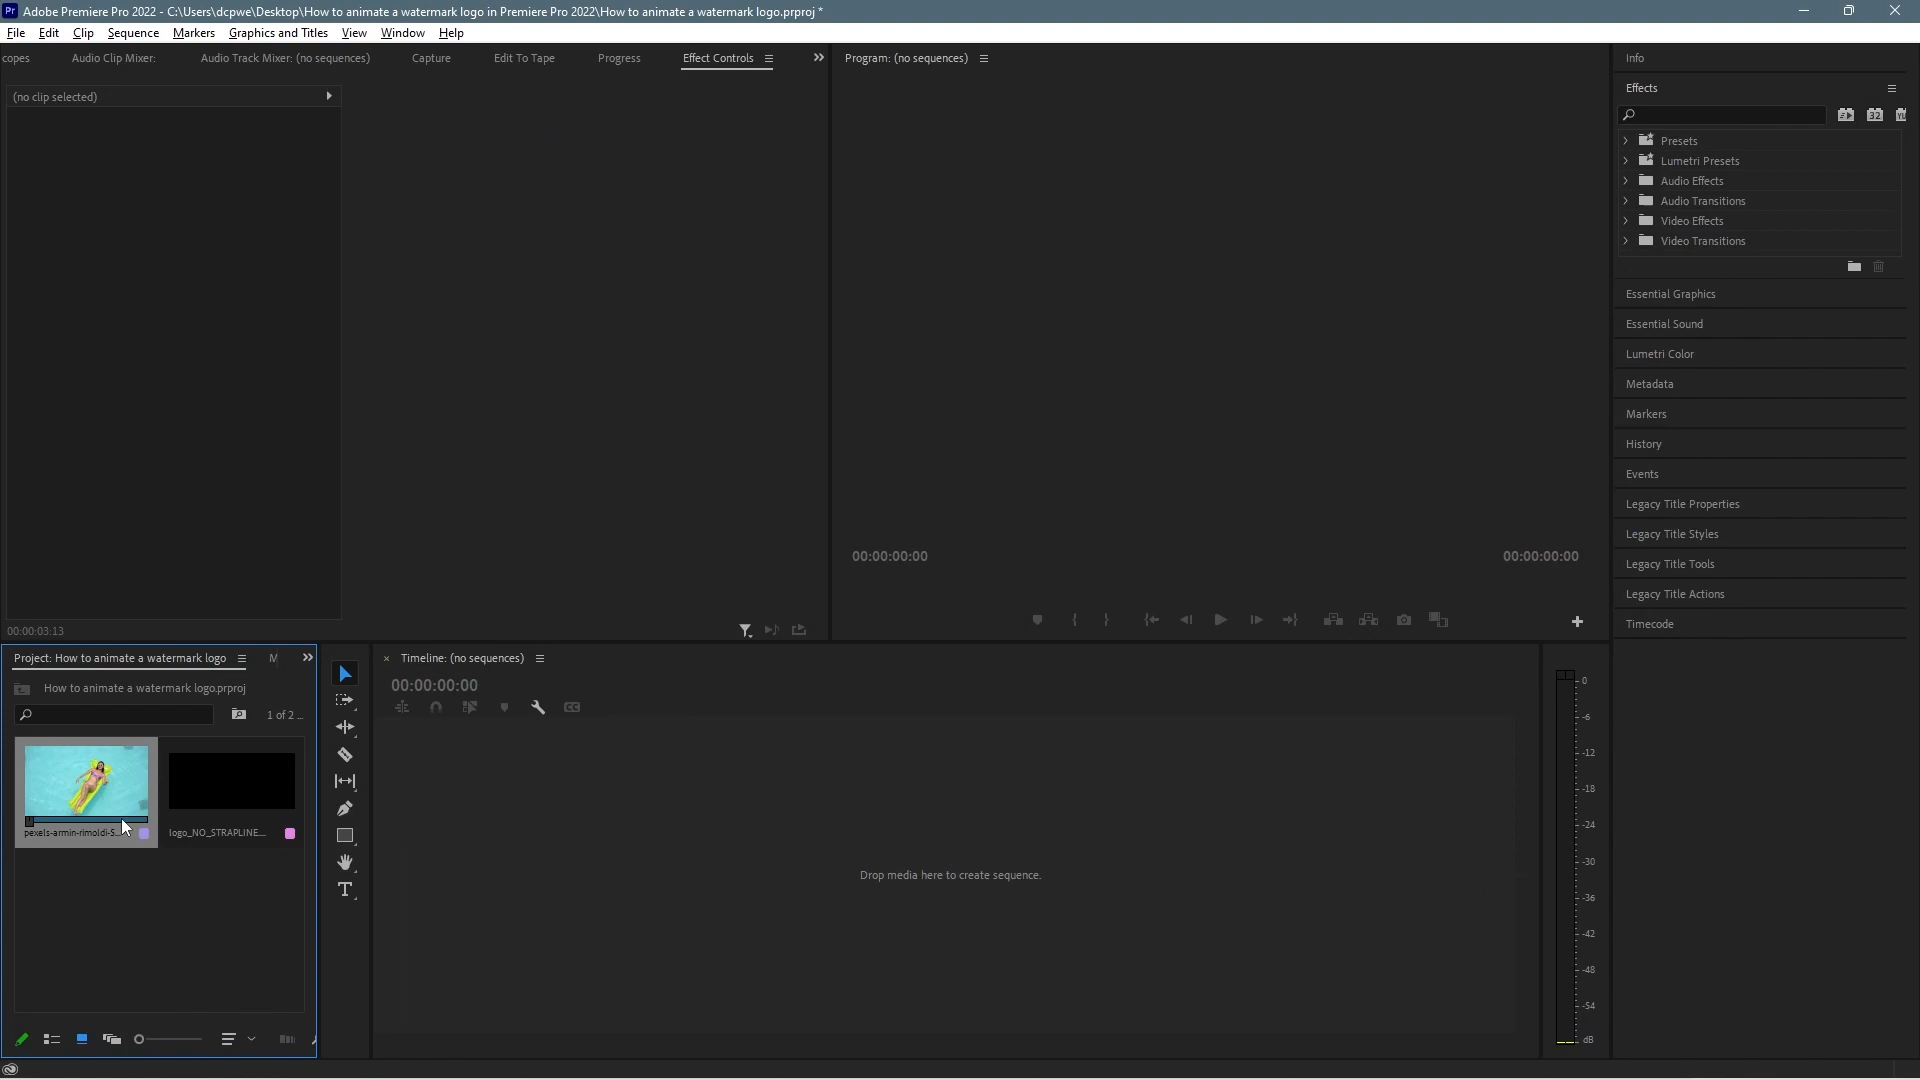 Pr Adobe Premiere Pro 2022 - C:\Users\dcpwe\Desktop\How to animate a watermark logo in Premiere Pro 2022\How to animate a watermark logo.prproj *
File Edit Clip Sequence Markers Graphics and Titles View Window Help
copes Audio Clip Mixer: Audio Track Mixer: (no sequences) Capture Edit To Tape Progress Effect Controls
Program: (no sequences)
Info
(no clip selected)
Effects
32
Presets
Lumetri Presets
Audio Effects
Audio Transitions
Video Effects
Video Transitions
Essential Graphics
Essential Sound
Lumetri Color
Metadata
Markers
History
Events
Legacy Title Properties
Legacy Title Styles
Legacy Title Tools
Legacy Title Actions
Timecode
00:00:00:00 00:00:00:00
00:00:03:13
Project: How to animate a watermark logo M
How to animate a watermark logo.prproj
1 of 2 ...
pexels-armin-rimoldi-S... logo_NO_STRAPLINE...
Timeline: (no sequences)
00:00:00:00
CC
Drop media here to create sequence.
0
-6
-12
-18
-24
-30
-36
-42
-48
-54
dB